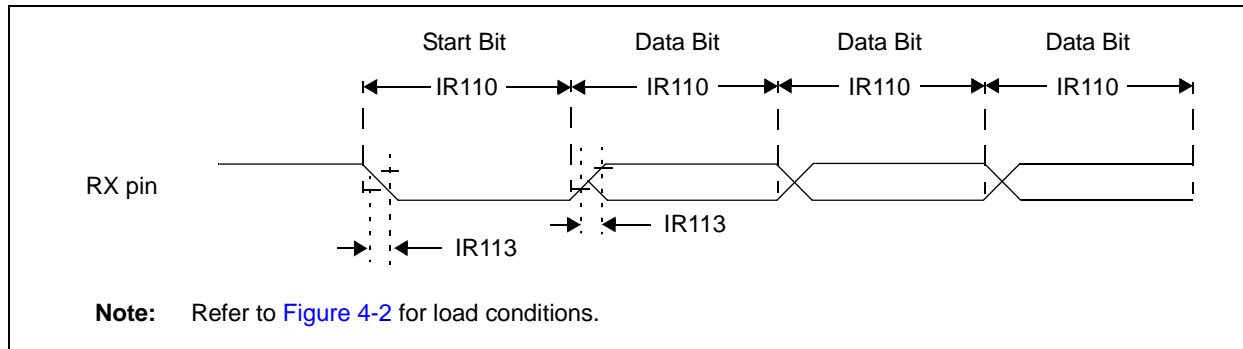 Start Bit Data Bit Data Bit Data Bit
IR110 IR110 IR110 IR110
RX pin
IR113 IR113
Note: Refer to Figure 4-2 for load conditions.